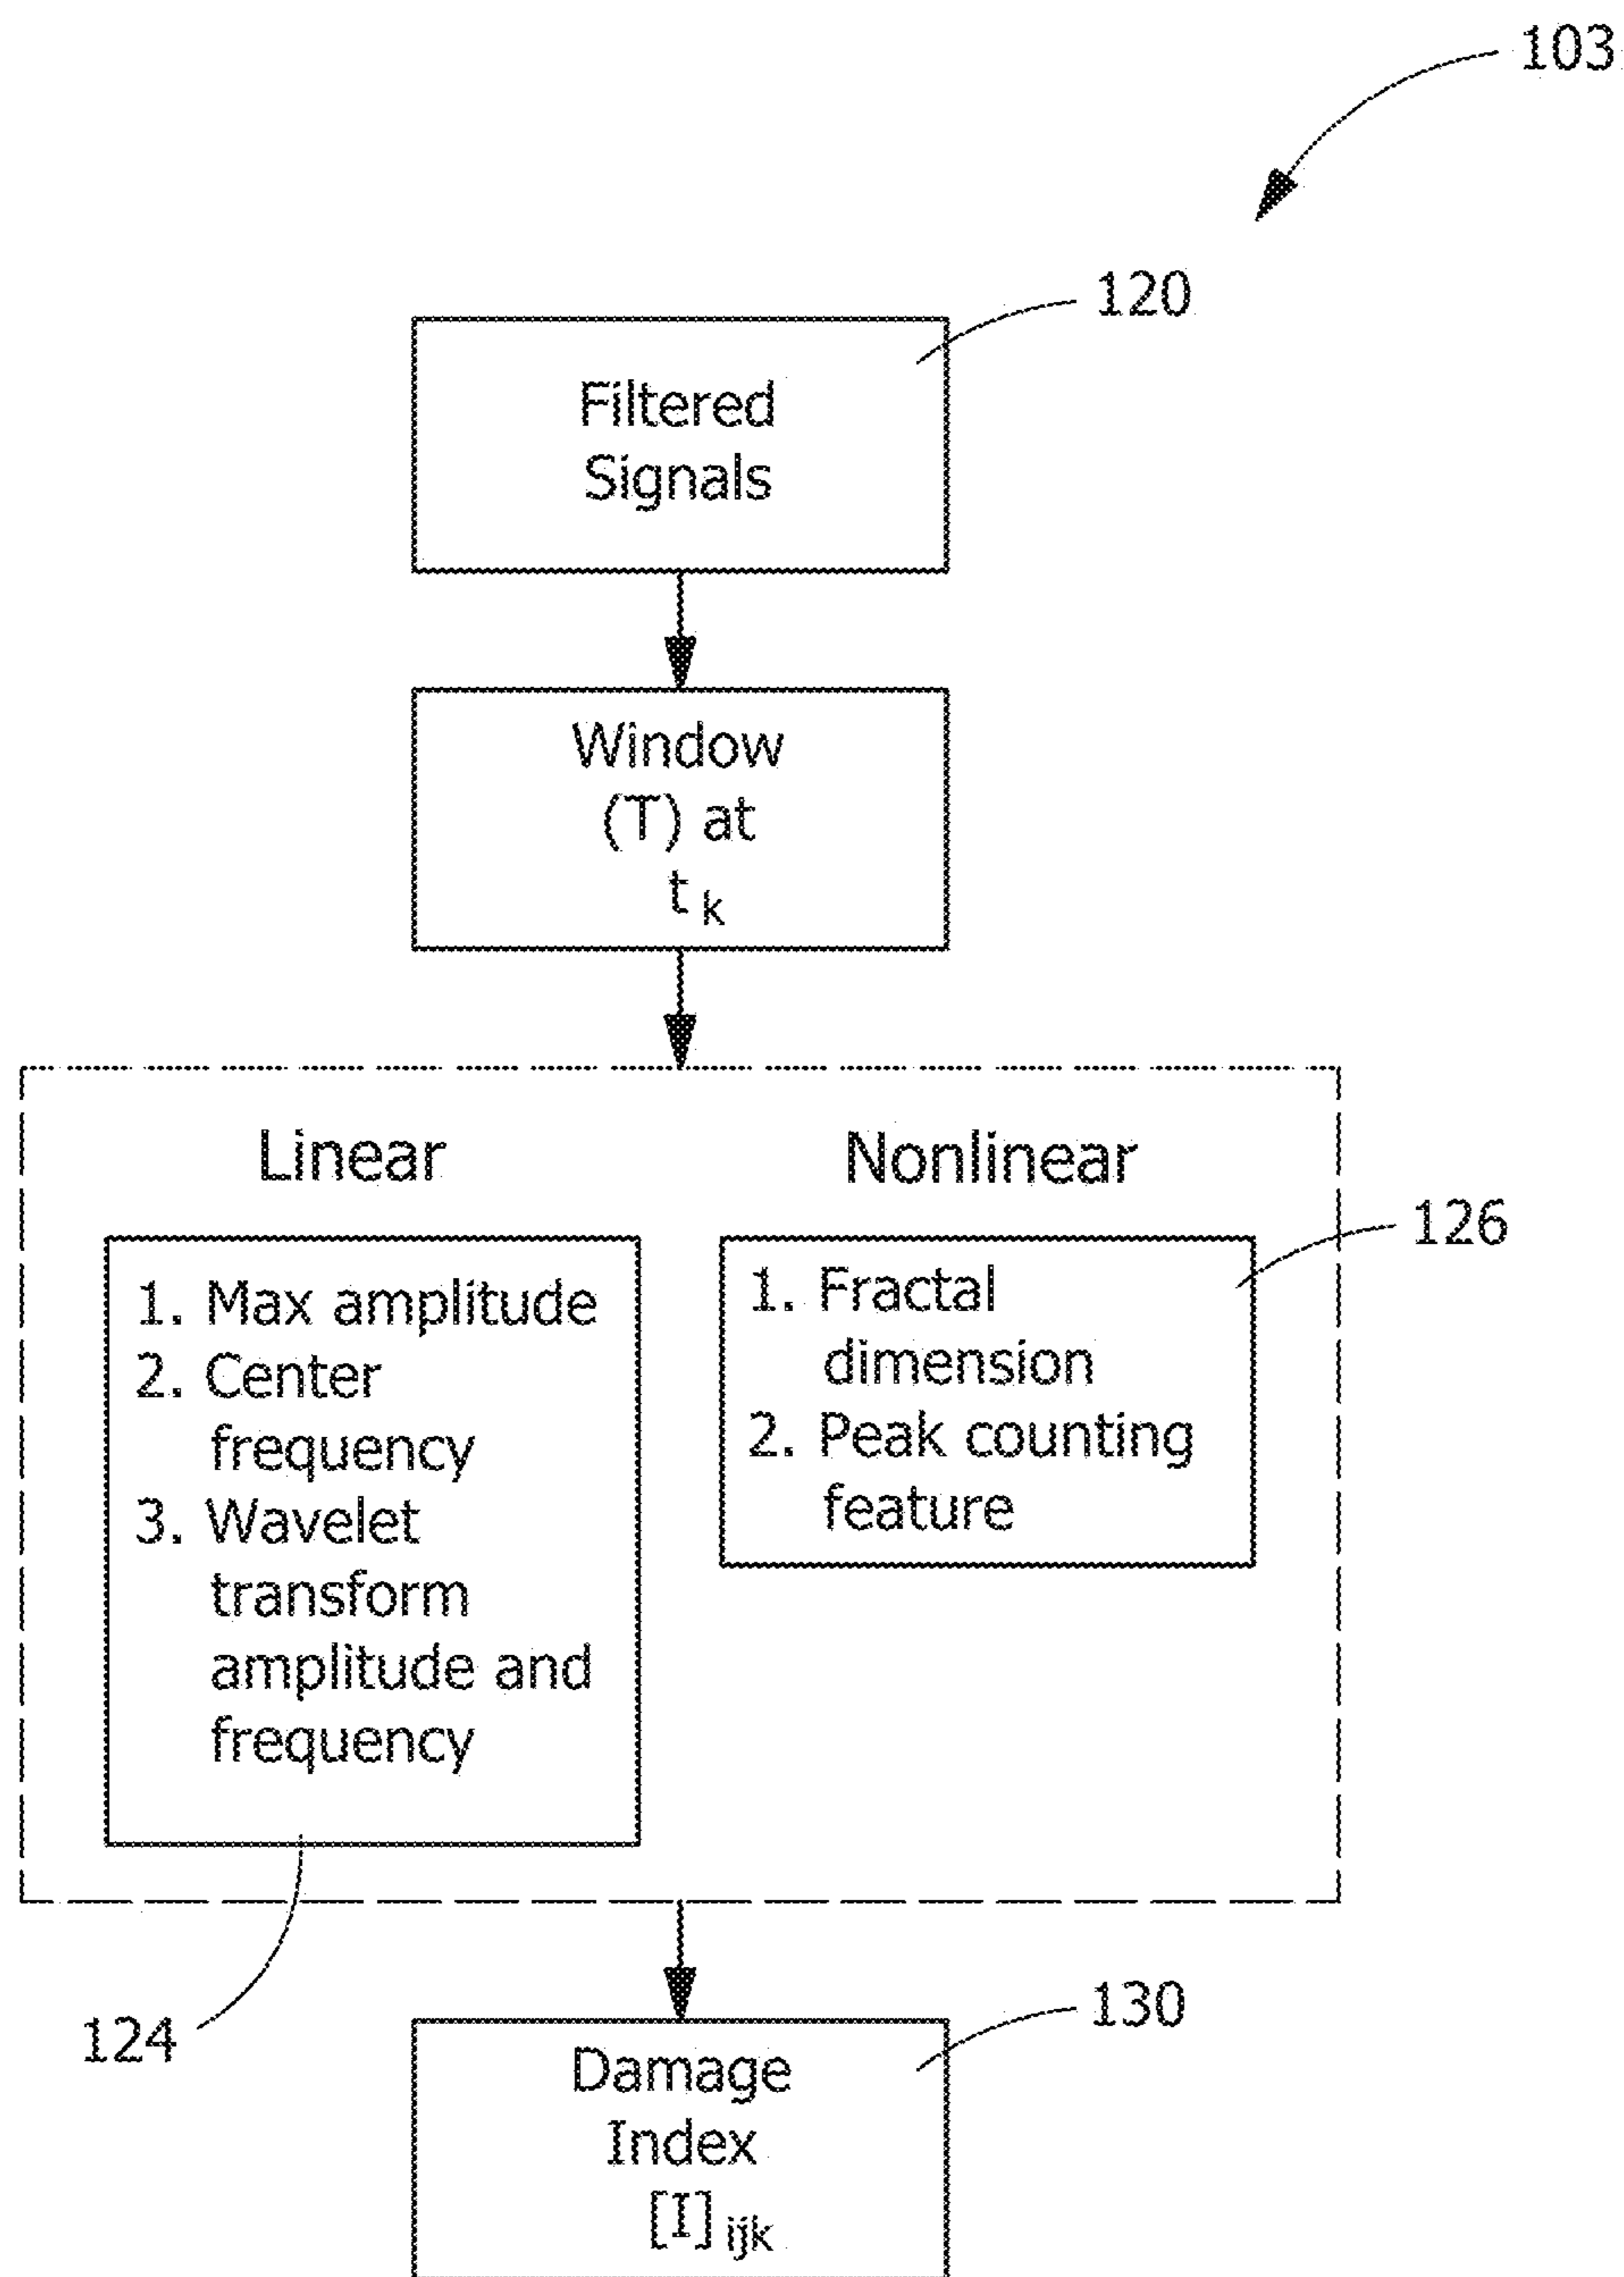 103
120
Filtered
Signals
Window
(T) at
t k
Linear
Nonlinear
126
1. Max amplitude
2. Center
frequency
3. Wavelet
transform
amplitude and
frequency
1. Fractal
dimension
2. Peak counting
feature
124
130
Damage
Index
[I] ijk